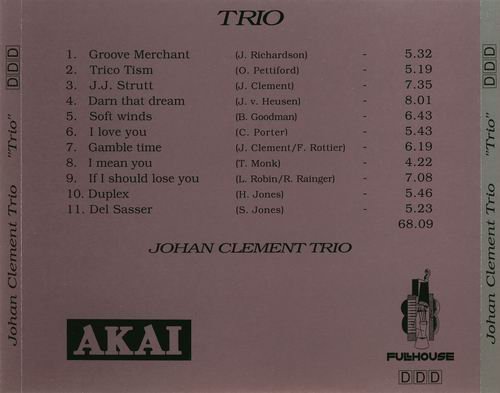 TRIO
1. Groove Merchant (J. Richardson) - 5.32
2. Trico Tism (O. Pettiford) - 5.19
3. J.J. Strutt (J. Clement) - 7.35
4. Darn that dream (J. v. Heusen) - 8.01
5. Soft winds (B. Goodman) - 6.43
6. I love you (C. Porter) - 5.43
7. Gamble time (J. Clement/F. Rottier) - 6.19
8. I mean you (T. Monk) - 4.22
9. If I should lose you (L. Robin/R. Rainger) - 7.08
10. Duplex (H. Jones) - 5.46
11. Del Sasser (S. Jones) - 5.23
68.09
JOHAN CLEMENT TRIO
AKAI
FULLHOUSE
DDD
Johan Clement Trio "Trio" DDD
Johan Clement Trio "Trio" DDD